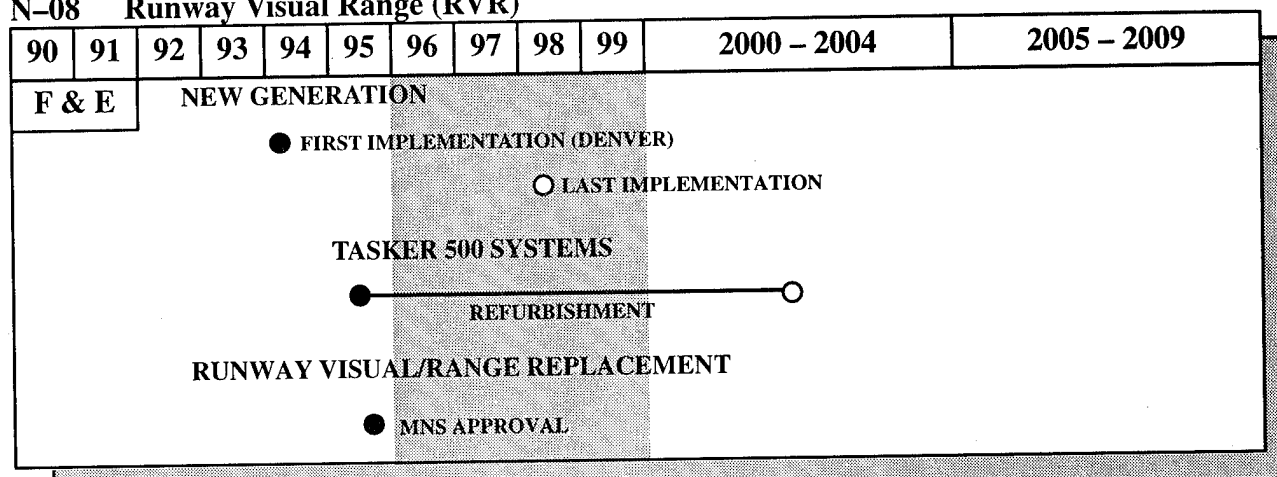 N–08 Runway Visual Range (RVR)
90 91 92 93 94 95 96 97 98 99 2000 – 2004 2005 – 2009
F & E NEW GENERATION
FIRST IMPLEMENTATION (DENVER)
LAST IMPLEMENTATION
TASKER 500 SYSTEMS
REFURBISHMENT
RUNWAY VISUAL/RANGE REPLACEMENT
MNS APPROVAL